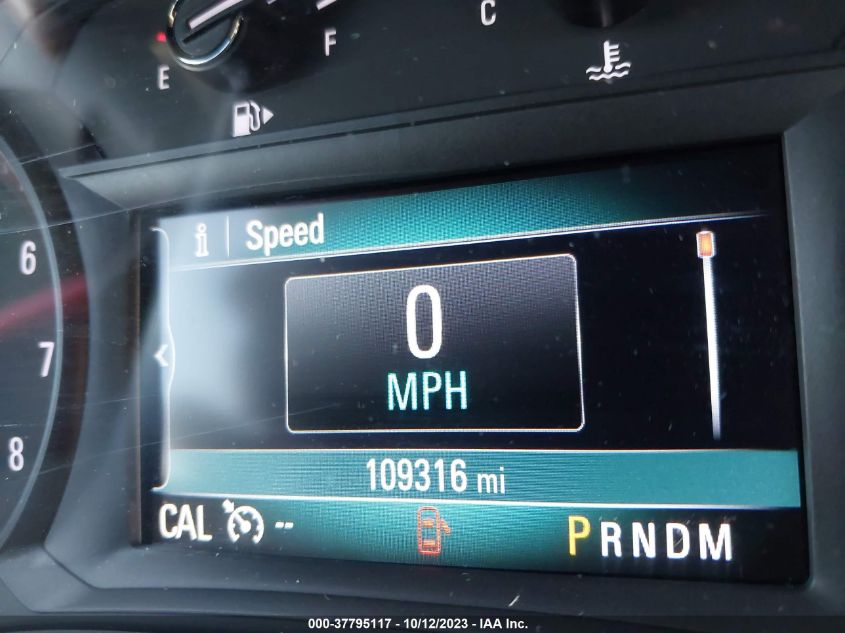 E F C
Speed
6
7
8
0
MPH
109316 mi
CAL -- PRNDM
000-37795117 - 10/12/2023 - IAA Inc.